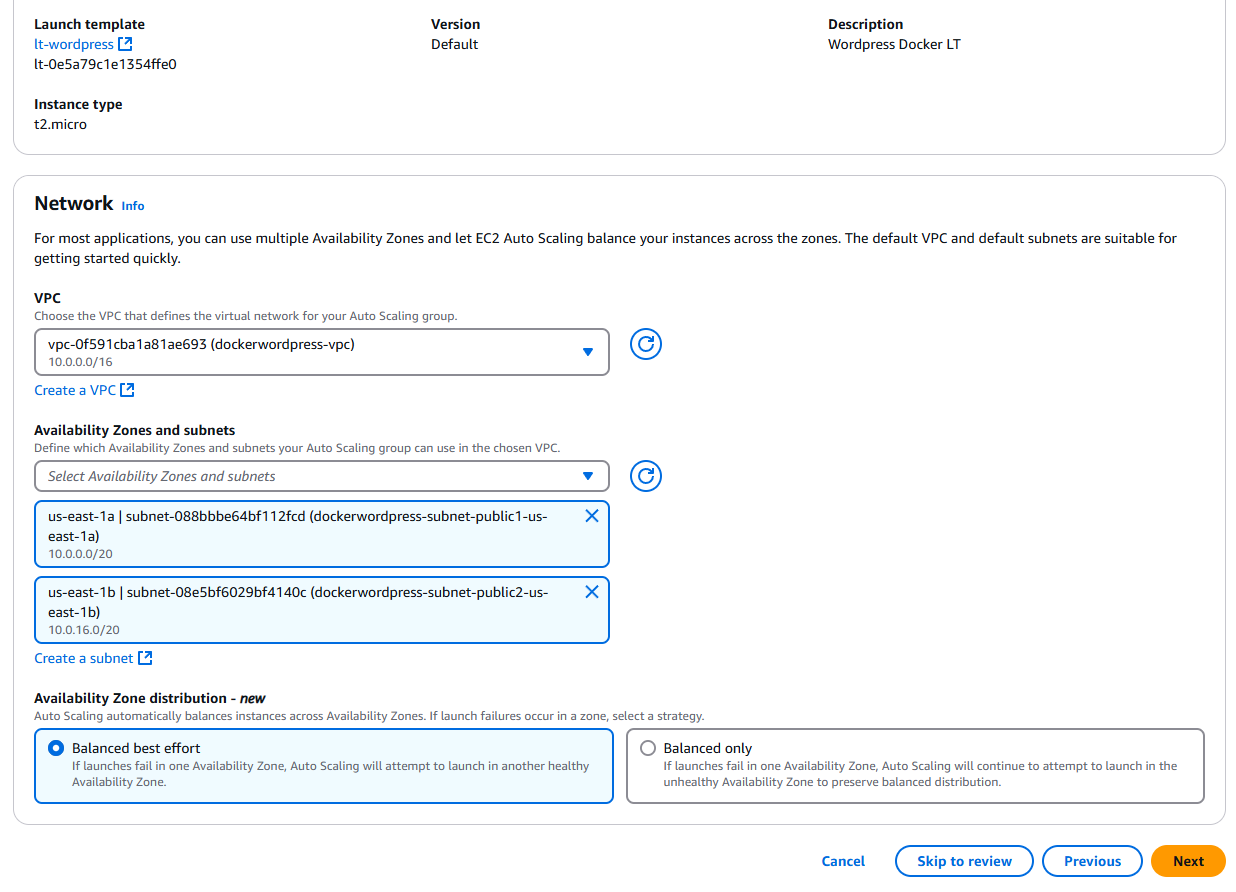 Launch template
Version
Description
lt-wordpress
Default
Wordpress Docker LT
lt-0e5a79c1e1354ffe0
Instance type
t2.micro
Network Info
For most applications, you can use multiple Availability Zones and let EC2 Auto Scaling balance your instances across the zones. The default VPC and default subnets are suitable for
getting started quickly.
VPC
Choose the VPC that defines the virtual network for your Auto Scaling group.
vpc-0f591cba1a81ae693 (dockerwordpress-vpc)
10.0.0.0/16
Create a VPC
Availability Zones and subnets
Define which Availability Zones and subnets your Auto Scaling group can use in the chosen VPC.
Select Availability Zones and subnets
us-east-1a | subnet-088bbbe64bf112fcd (dockerwordpress-subnet-public1-us-
east-1a)
10.0.0.0/20
us-east-1b | subnet-08e5bf6029bf4140c (dockerwordpress-subnet-public2-us-
east-1b)
10.0.16.0/20
Create a subnet
Availability Zone distribution - new
Auto Scaling automatically balances instances across Availability Zones. If launch failures occur in a zone, select a strategy.
Balanced best effort
If launches fail in one Availability Zone, Auto Scaling will attempt to launch in another healthy
Availability Zone.
Balanced only
If launches fail in one Availability Zone, Auto Scaling will continue to attempt to launch in the
unhealthy Availability Zone to preserve balanced distribution.
Cancel
Skip to review
Previous
Next